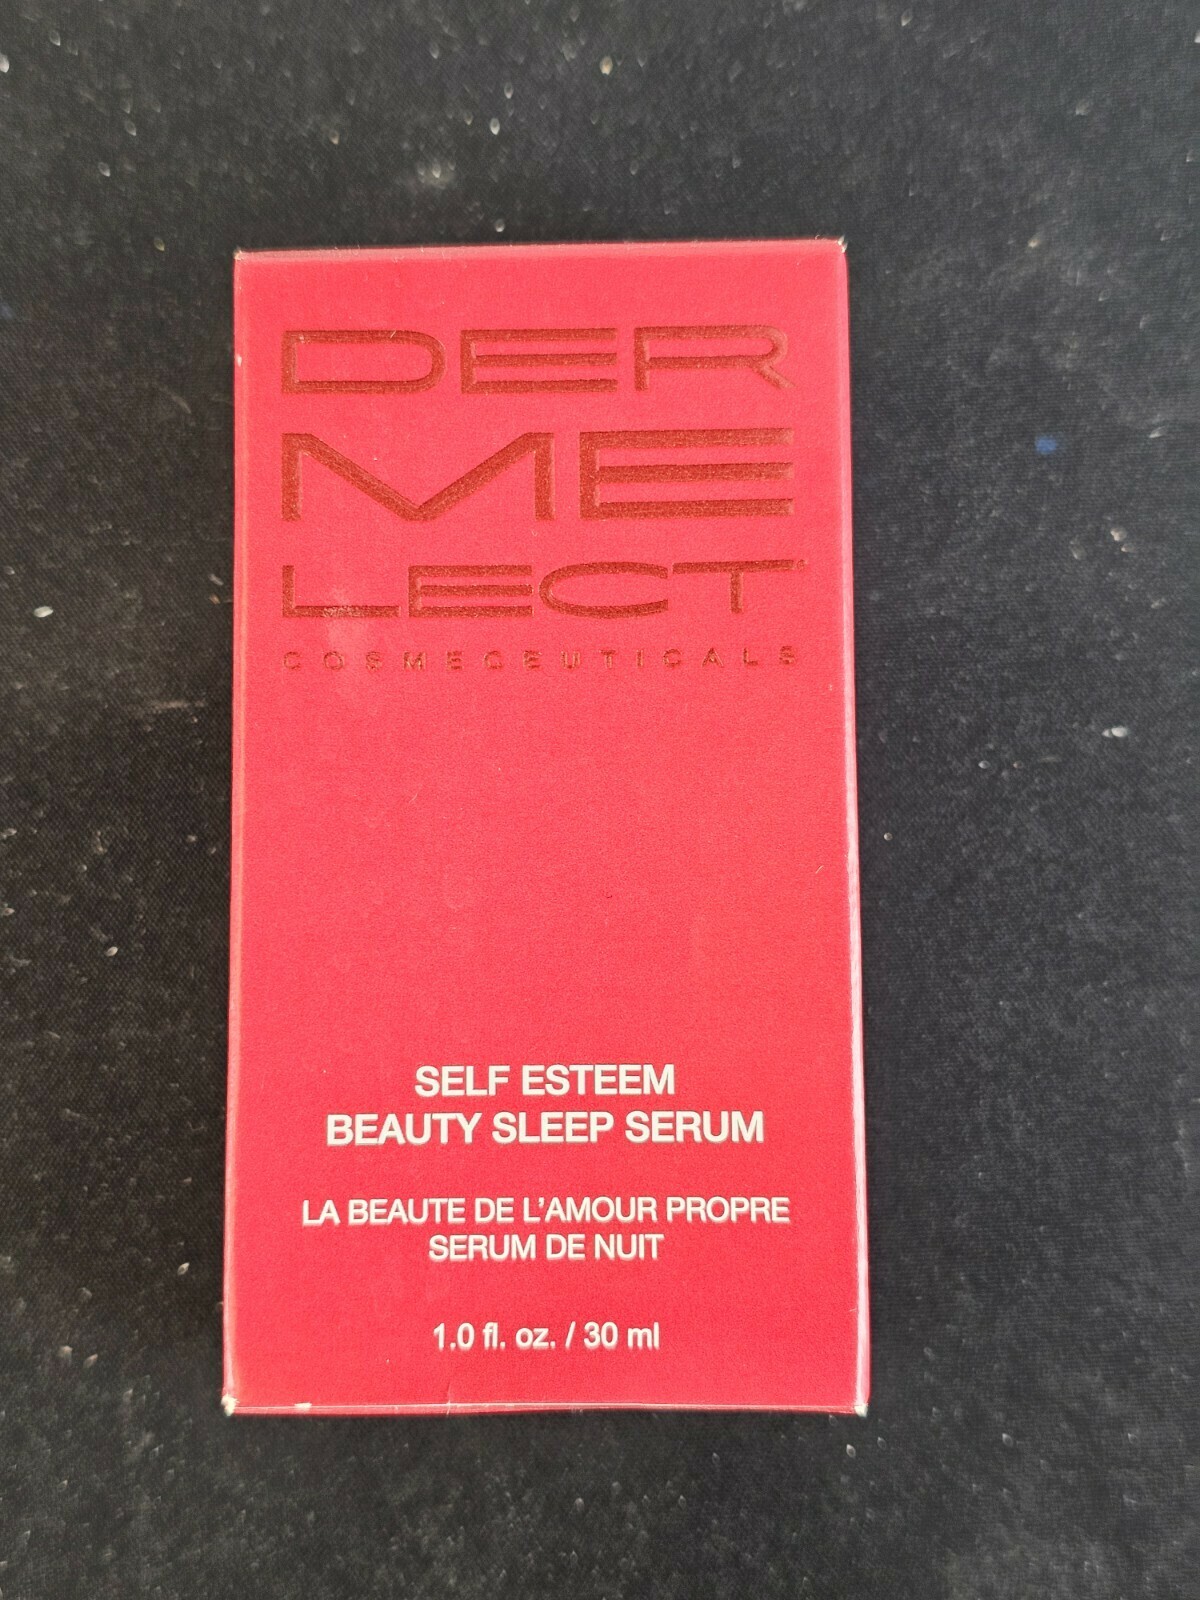 DER
ME
LECT
COSMECEUTICALS
SELF ESTEEM
BEAUTY SLEEP SERUM
LA BEAUTE DE L'AMOUR PROPRE
SERUM DE NUIT
1.0 fl. oz. / 30 ml